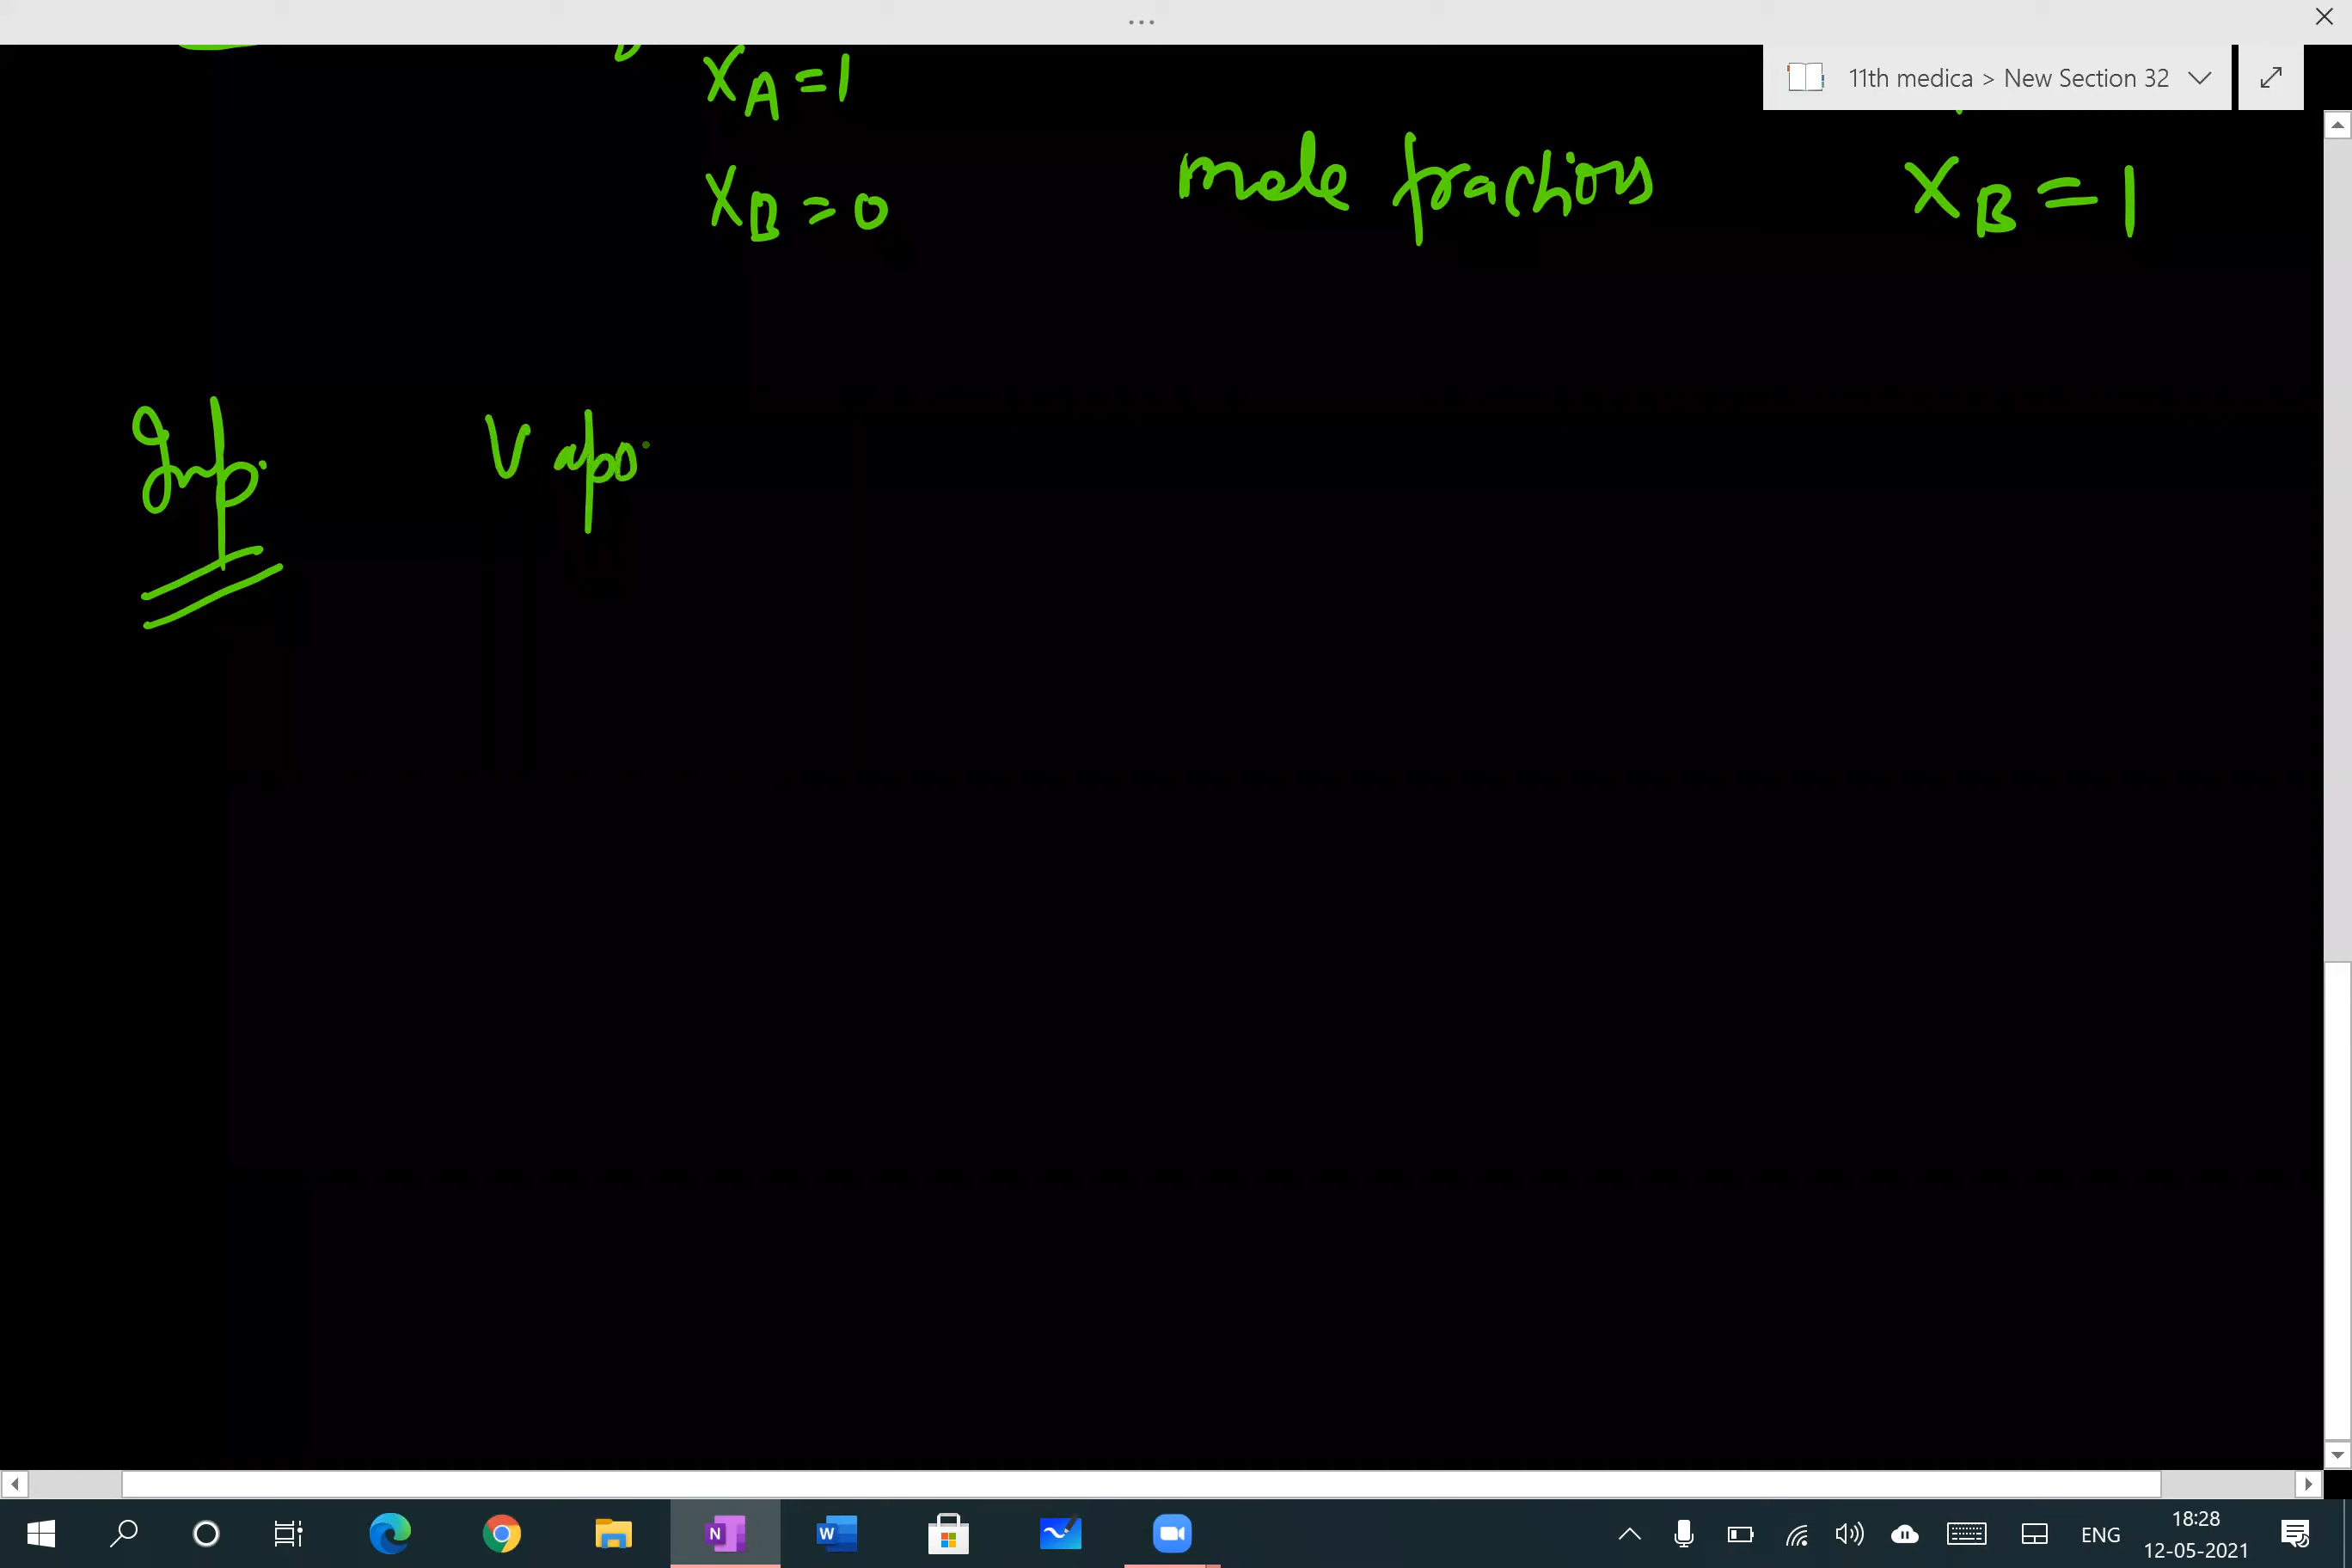 ...
11th medica > New Section 32
XA=1
XB=0
mole fractions
XB=1
Imp.
Vapo
ENG
18:28
12-05-2021